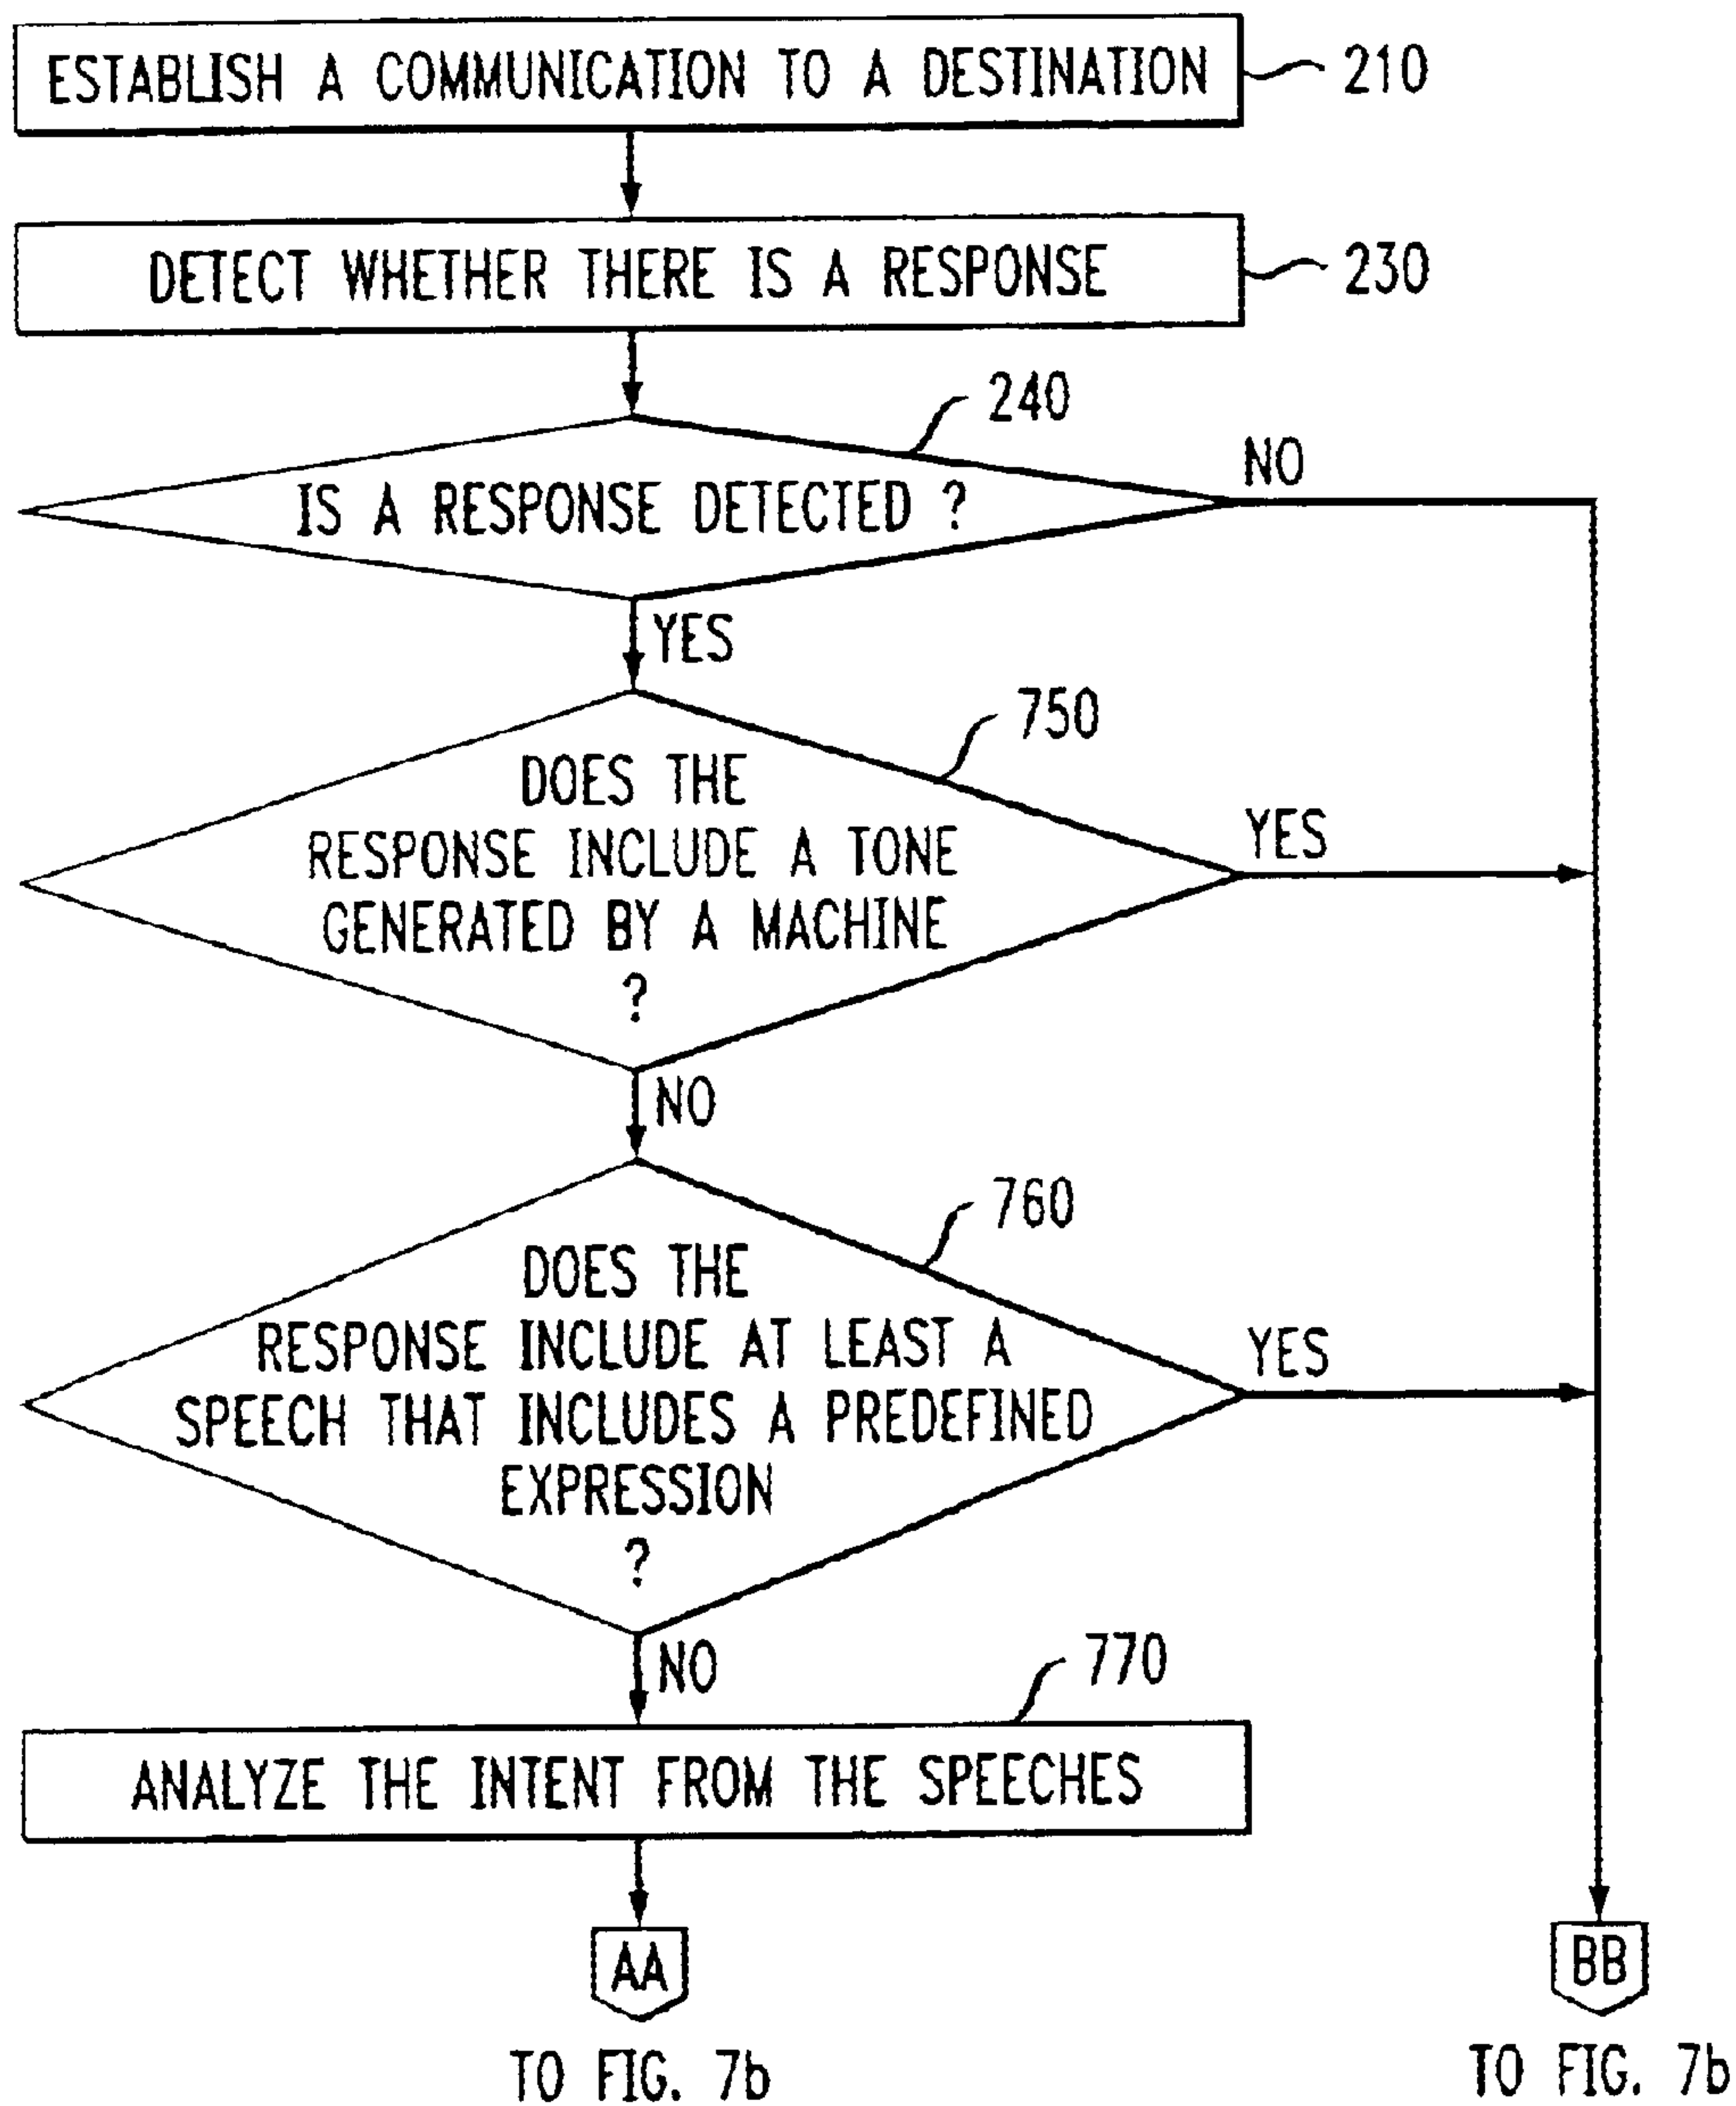 ESTABLISH A COMMUNICATION TO A DESTINATION
210
DETECT WHETHER THERE IS A RESPONSE
230
240
IS A RESPONSE DETECTED ?
NO
YES
750
DOES THE
RESPONSE INCLUDE A TONE
GENERATED BY A MACHINE
?
YES
NO
760
DOES THE
RESPONSE INCLUDE AT LEAST A
SPEECH THAT INCLUDES A PREDEFINED
EXPRESSION
?
YES
NO
770
ANALYZE THE INTENT FROM THE SPEECHES
AA
TO FIG. 7b
BB
TO FIG. 7b